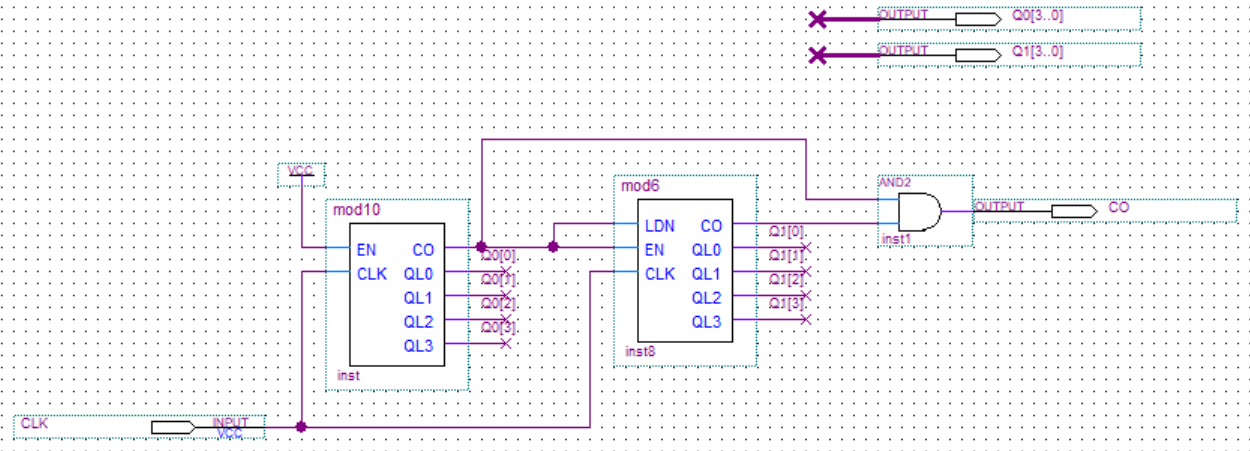 OUTPUT Q0[3..0]
OUTPUT Q1[3..0]
VCC
mod10
EN CO
CLK QL0
QL1
QL2
QL3
inst
Q0[0]
Q0[1]
Q0[2]
Q0[3]
mod6
LDN CO
EN QL0
CLK QL1
QL2
QL3
inst8
Q1[0]
Q1[1]
Q1[2]
Q1[3]
AND2
inst1
OUTPUT CO
CLK INPUT
VCC